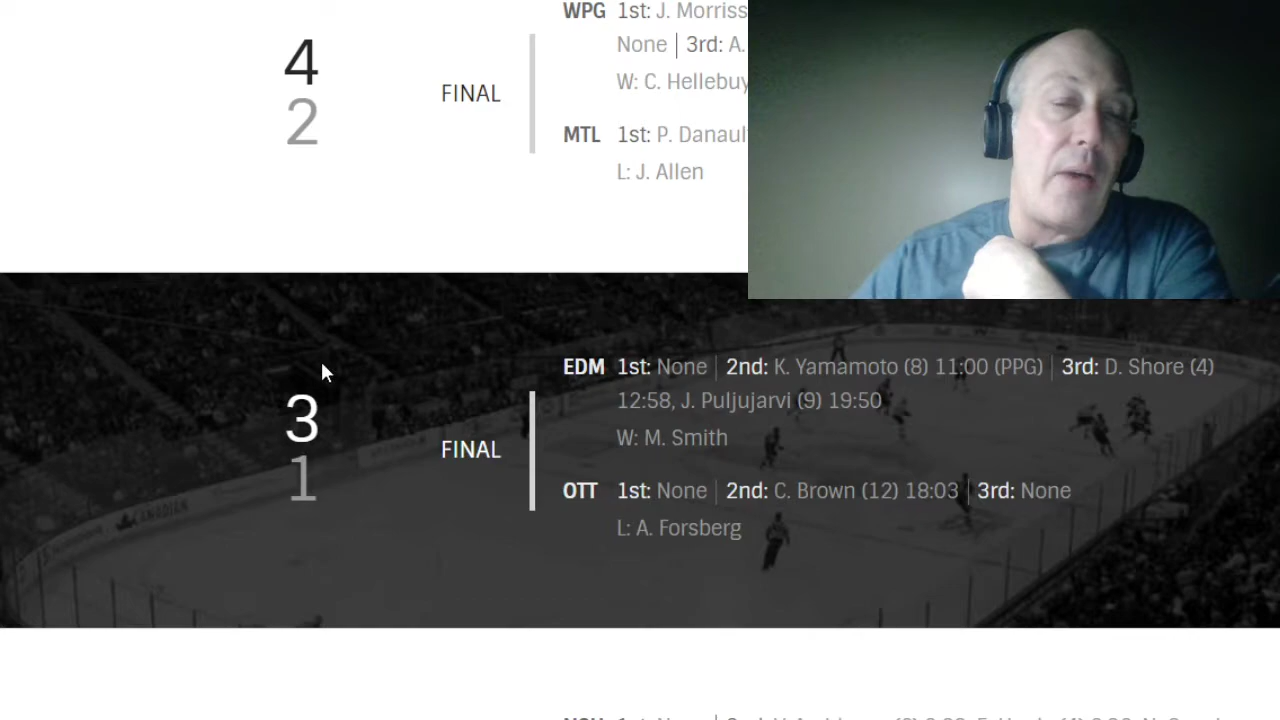 WPG 1st: J. Morriss
4
None | 3rd: A.
W: C. Hellebuy
FINAL
2
MTL 1st: P. Danaul
L: J. Allen
EDM 1st: None | 2nd: K. Yamamoto (8) 11:00 (PPG) | 3rd: D. Shore (4)
12:58, J. Puljujarvi (9) 19:50
3
W: M. Smith
FINAL
1
OTT 1st: None | 2nd: C. Brown (12) 18:03 | 3rd: None
L: A. Forsberg